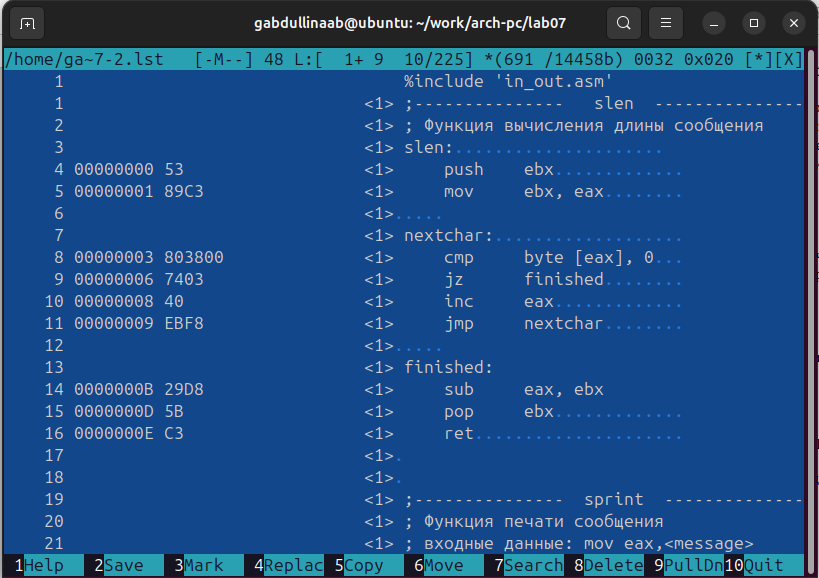 gabdullinaab@ubuntu: ~/work/arch-pc/lab07
/home/ga~7-2.lst   [-M--] 48 L:[  1+ 9  10/225] *(691 /14458b) 0032 0x020 [*][X]
1                                  %include 'in_out.asm'
1                              <1> ;---------------   slen  ---------------
2                              <1> ; Функция вычисления длины сообщения
3                              <1> slen:.....................
4 00000000 53                  <1>     push    ebx.............
5 00000001 89C3                <1>     mov     ebx, eax........
6                              <1>.....
7                              <1> nextchar:...................
8 00000003 803800              <1>     cmp     byte [eax], 0...
9 00000006 7403                <1>     jz      finished........
10 00000008 40                  <1>     inc     eax.............
11 00000009 EBF8                <1>     jmp     nextchar........
12                              <1>.....
13                              <1> finished:
14 0000000B 29D8                <1>     sub     eax, ebx
15 0000000D 5B                  <1>     pop     ebx.............
16 0000000E C3                  <1>     ret.....................
17                              <1>.
18                              <1>.
19                              <1> ;---------------  sprint  --------------
20                              <1> ; Функция печати сообщения
21                              <1> ; входные данные: mov eax,<message>
1Help   2Save   3Mark   4Replac 5Copy   6Move   7Search 8Delete 9PullDn10Quit